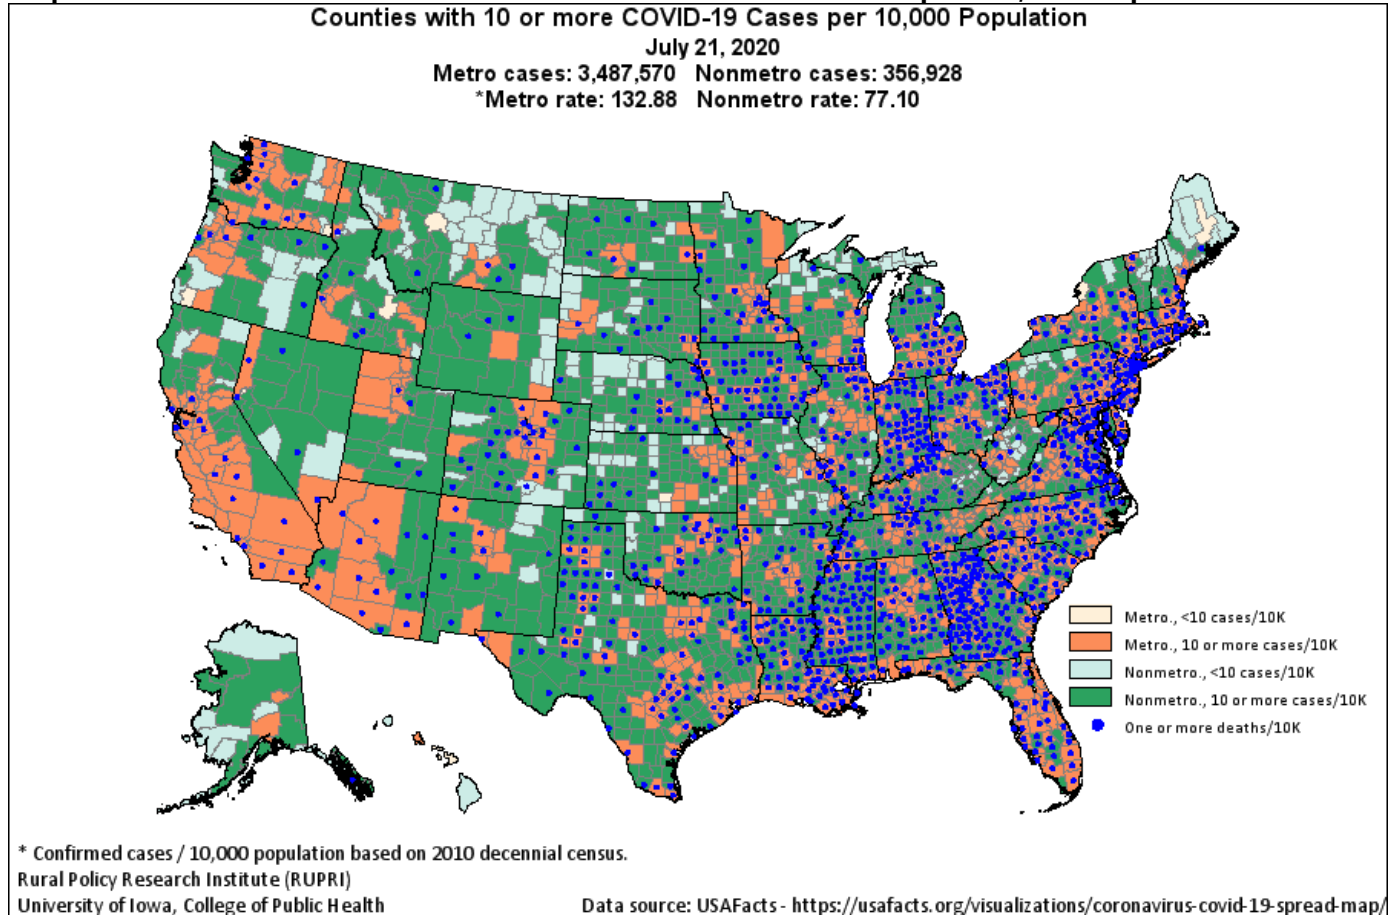 Counties with 10 or more COVID-19 Cases per 10,000 Population
July 21, 2020
Metro cases: 3,487,570 Nonmetro cases: 356,928
*Metro rate: 132.88 Nonmetro rate: 77.10
Metro., <10 cases/10K
Metro., 10 or more cases/10K
Nonmetro., <10 cases/10K
Nonmetro., 10 or more cases/10K
One or more deaths/10K
* Confirmed cases / 10,000 population based on 2010 decennial census.
Rural Policy Research Institute (RUPRI)
University of Iowa, College of Public Health
Data source: USAFacts - https://usafacts.org/visualizations/coronavirus-covid-19-spread-map/